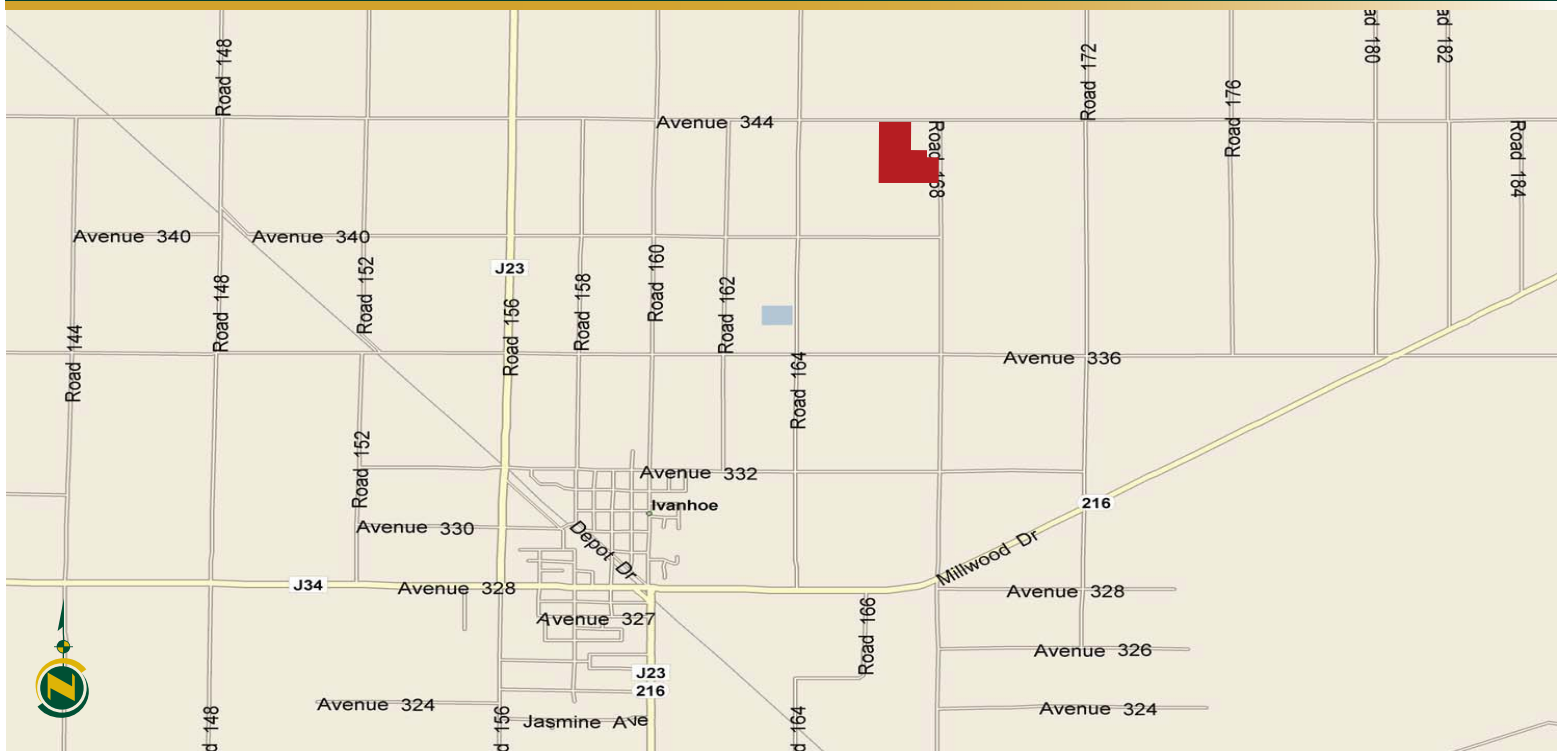 Road 148
Road 172
ad 180
ad 182
Road 176
Avenue 344
Road 168
Road 184
Avenue 340
Avenue 340
J23
Road 152
Road 148
Road 156
Road 158
Road 160
Road 162
Road 144
Road 164
Avenue 336
Road 152
Avenue 332
Ivanhoe
216
Avenue 330
Depot Dr
Millwood Dr
J34
Avenue 328
Avenue 328
Avenue 327
Road 166
Avenue 326
J23
216
N
Avenue 324
Avenue 324
Jasmine Ave
d 148
d 156
d 164